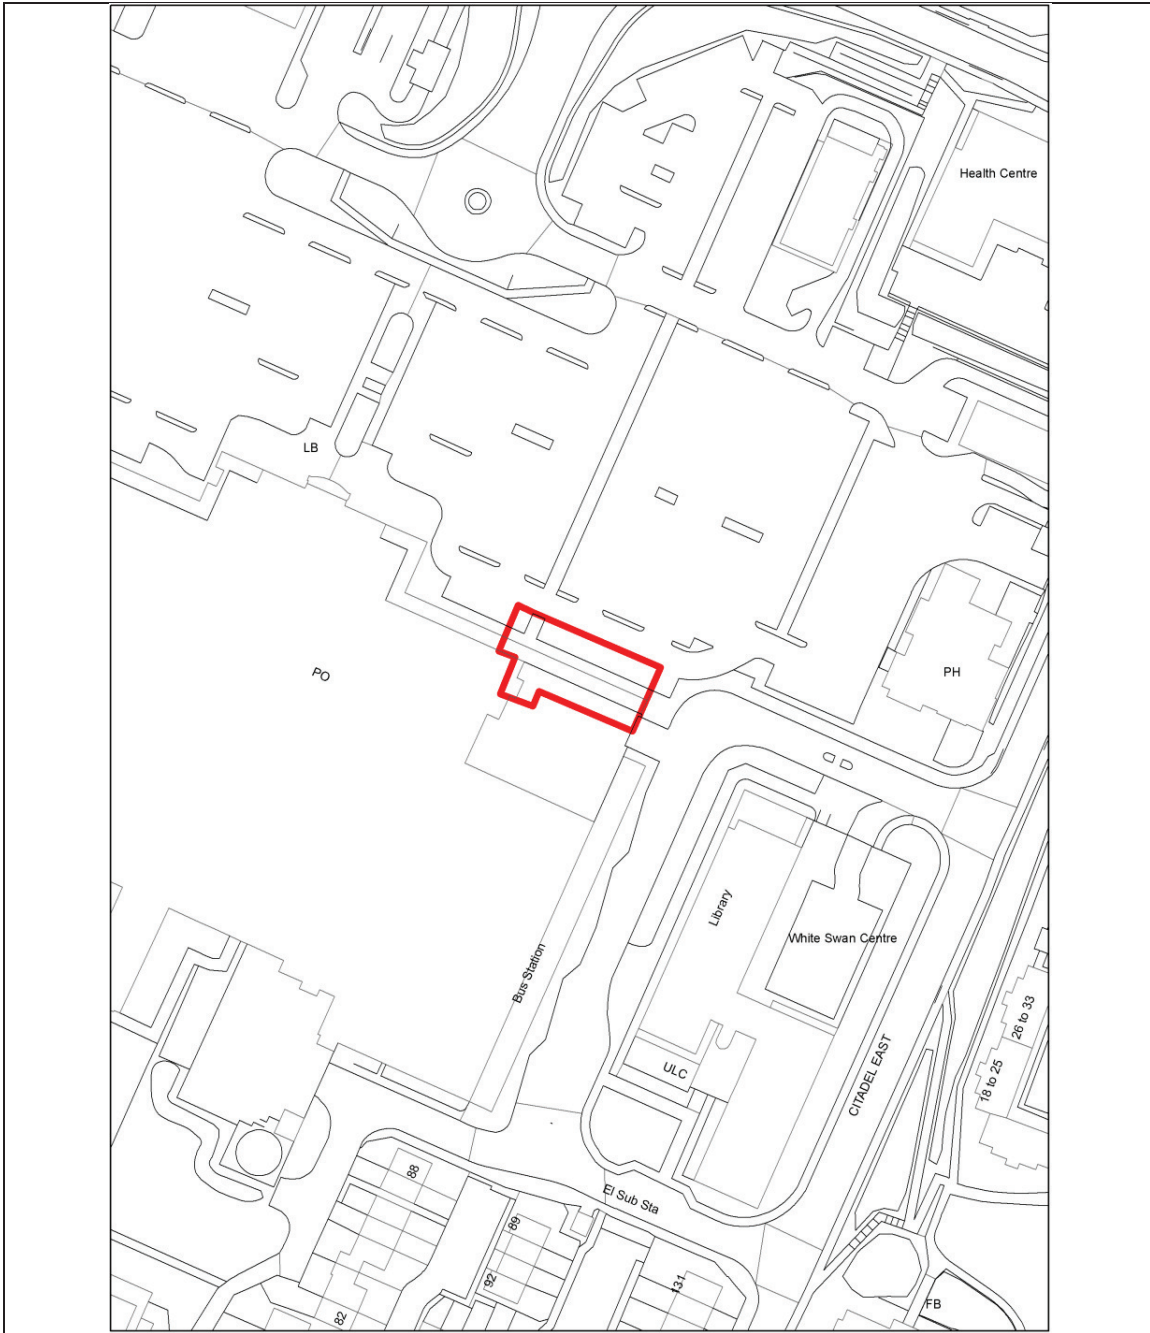 Health Centre
LB
PO
PH
Library
White Swan Centre
Bus Station
26 to 33
ULC
CITADEL EAST
18 to 25
88
El Sub Sta
89
92
131
82
FB